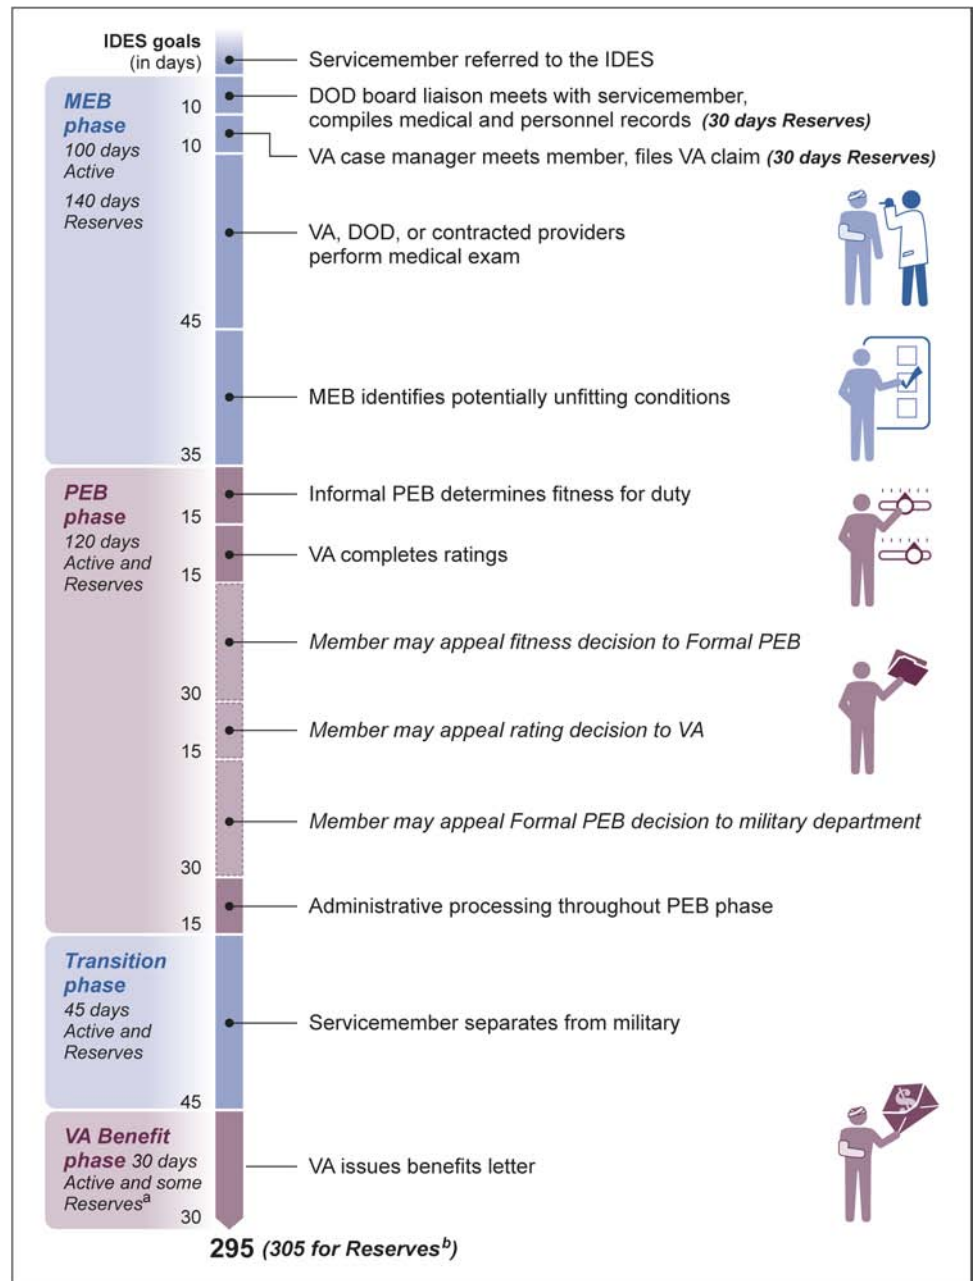 IDES goals
(in days)
Servicemember referred to the IDES
MEB
phase
100 days
Active
140 days
Reserves
10
DOD board liaison meets with servicemember,
compiles medical and personnel records (30 days Reserves)
10
VA case manager meets member, files VA claim (30 days Reserves)
VA, DOD, or contracted providers
perform medical exam
45
MEB identifies potentially unfitting conditions
35
PEB
phase
120 days
Active and
Reserves
Informal PEB determines fitness for duty
15
VA completes ratings
15
Member may appeal fitness decision to Formal PEB
30
Member may appeal rating decision to VA
15
Member may appeal Formal PEB decision to military department
30
Administrative processing throughout PEB phase
15
Transition
phase
45 days
Active and
Reserves
Servicemember separates from military
45
VA Benefit
phase 30 days
Active and some
Reservesa
VA issues benefits letter
$
30
295 (305 for Reservesb)